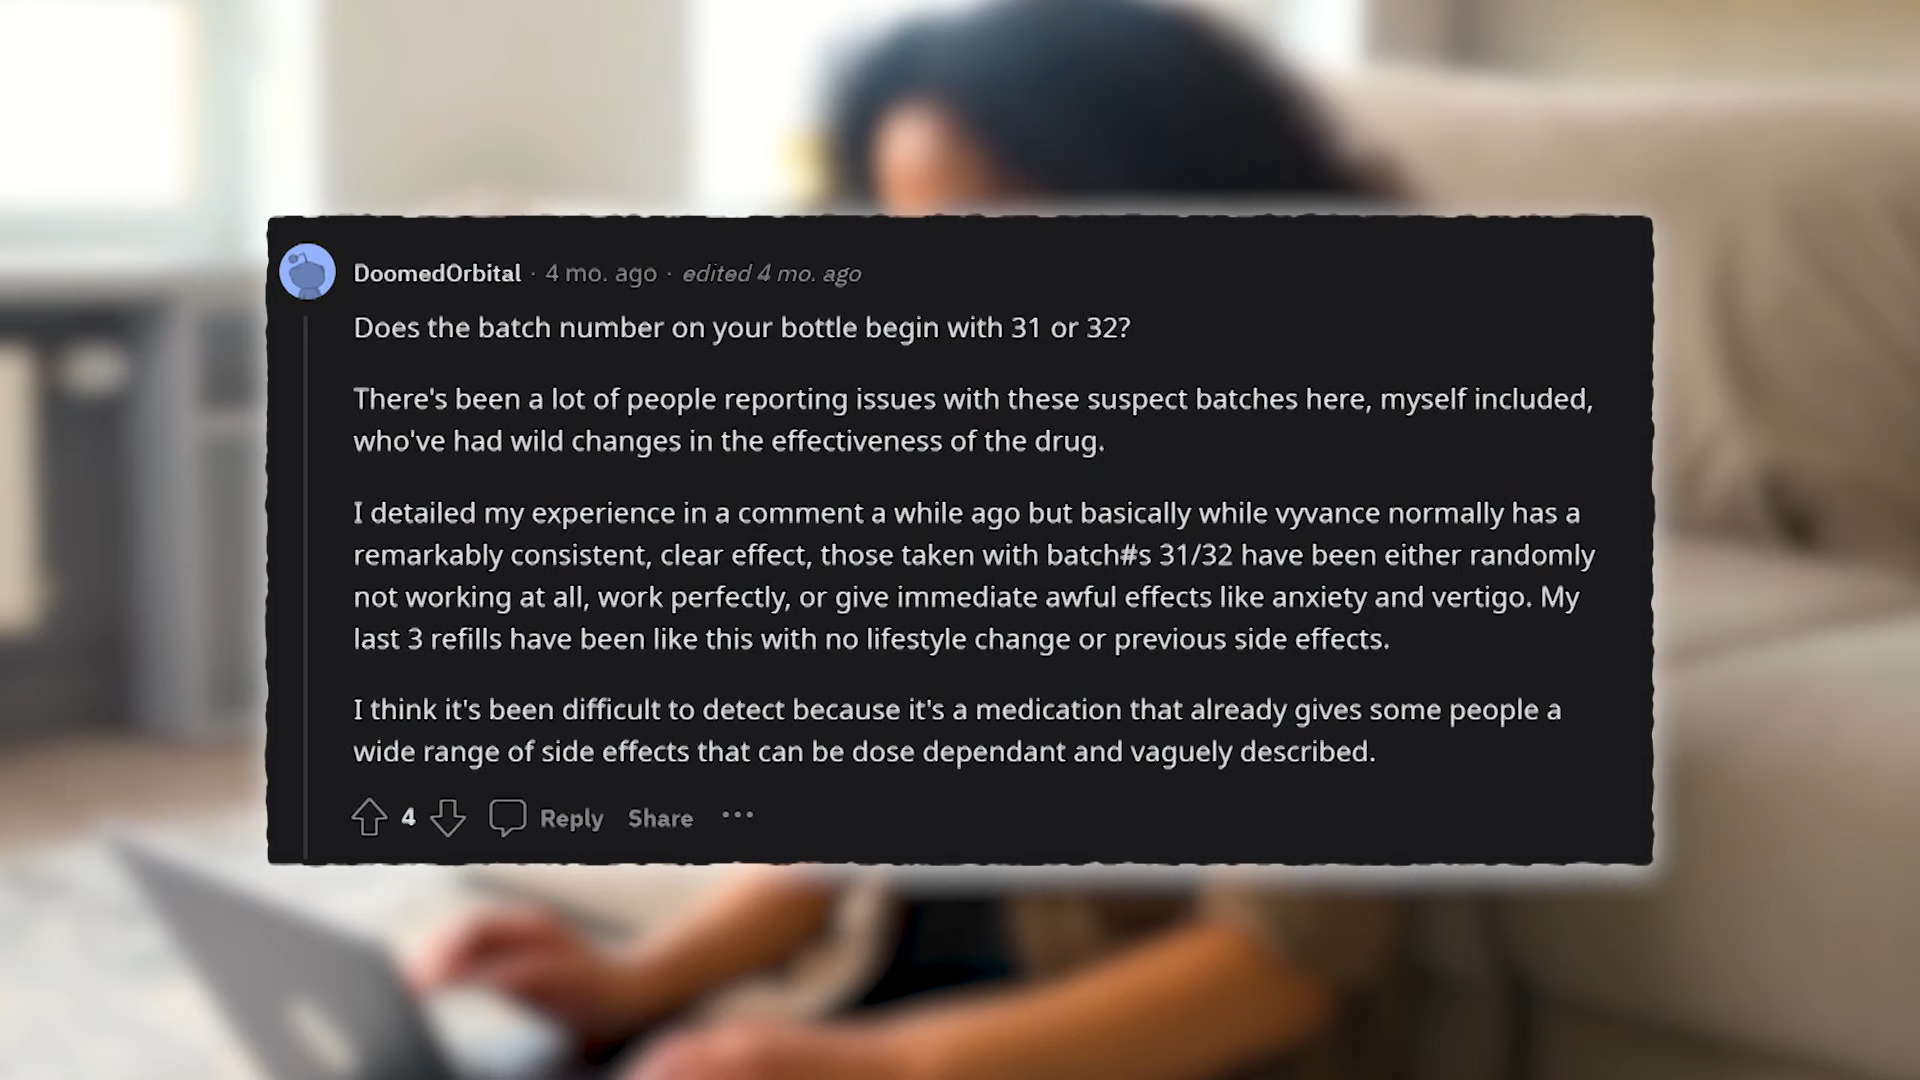 DoomedOrbital · 4 mo. ago · edited 4 mo. ago
Does the batch number on your bottle begin with 31 or 32?
There's been a lot of people reporting issues with these suspect batches here, myself included,
who've had wild changes in the effectiveness of the drug.
I detailed my experience in a comment a while ago but basically while vyvance normally has a
remarkably consistent, clear effect, those taken with batch#s 31/32 have been either randomly
not working at all, work perfectly, or give immediate awful effects like anxiety and vertigo. My
last 3 refills have been like this with no lifestyle change or previous side effects.
I think it's been difficult to detect because it's a medication that already gives some people a
wide range of side effects that can be dose dependant and vaguely described.
4 Reply Share ···